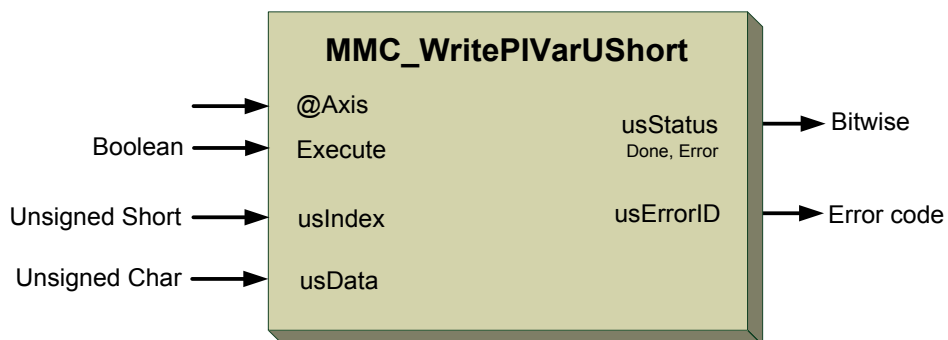 MMC_WritePIVarUShort
@Axis
Boolean Execute
Unsigned Short usIndex
Unsigned Char usData
usStatus Bitwise
Done, Error
usErrorID Error code